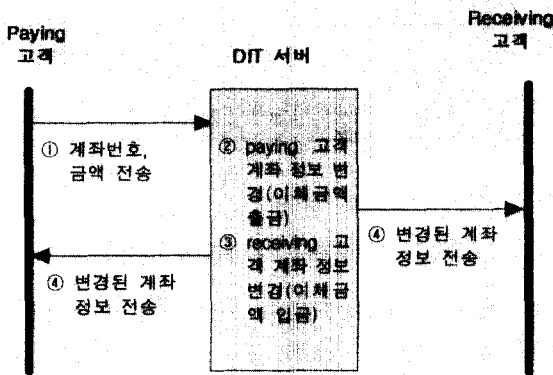 Paying
고객
Receiving
고객
DIT 서버
① 계좌번호,
금액 전송
② paying 고객
계좌 정보 변
경(이체금액
출금)
③ receiving 고
객 계좌 정보
변경(이체금
액 입금)
④ 변경된 계좌
정보 전송
④ 변경된 계좌
정보 전송